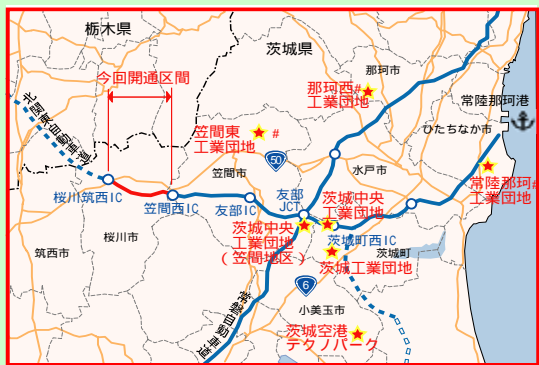 栃木県
茨城県
今回開通区間
那珂市
那珂西#
工業団地
常陸那珂港
北関東自動車道
笠間東#
工業団地
ひたちなか市
50
水戸市
笠間市
常陸那珂#
工業団地
桜川筑西IC
笠間西IC
友部IC
友部
JCT
茨城中央
工業団地
茨城中央
工業団地
(笠間地区)
茨城町西IC
茨城町
桜川市
筑西市
茨城工業団地
6
小美玉市
常磐自動車道
茨城空港
テクノパーク